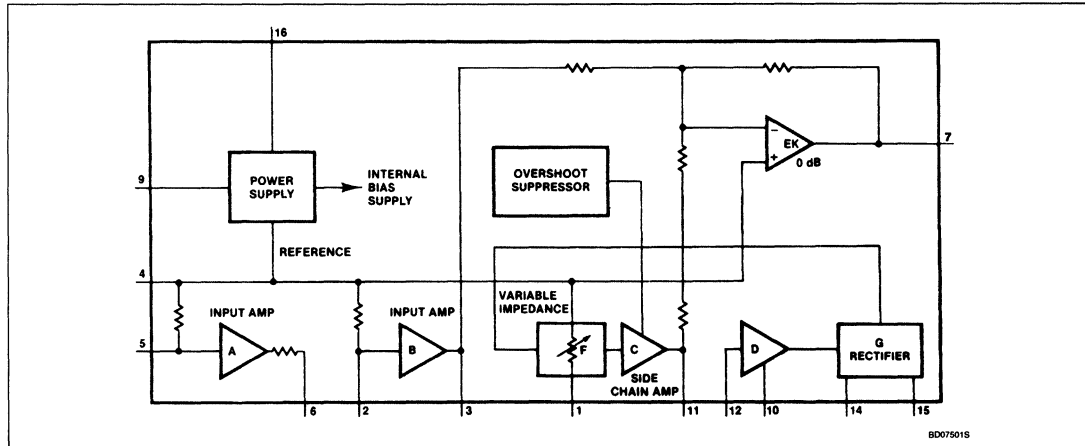 16
7
EK
−
+
0 dB
9
POWER
SUPPLY
INTERNAL
BIAS
SUPPLY
OVERSHOOT
SUPPRESSOR
REFERENCE
4
VARIABLE
IMPEDANCE
INPUT AMP
INPUT AMP
5
A
B
F
C
SIDE
CHAIN AMP
D
G
RECTIFIER
6
2
3
1
11
12
10
14
15
BD07501S